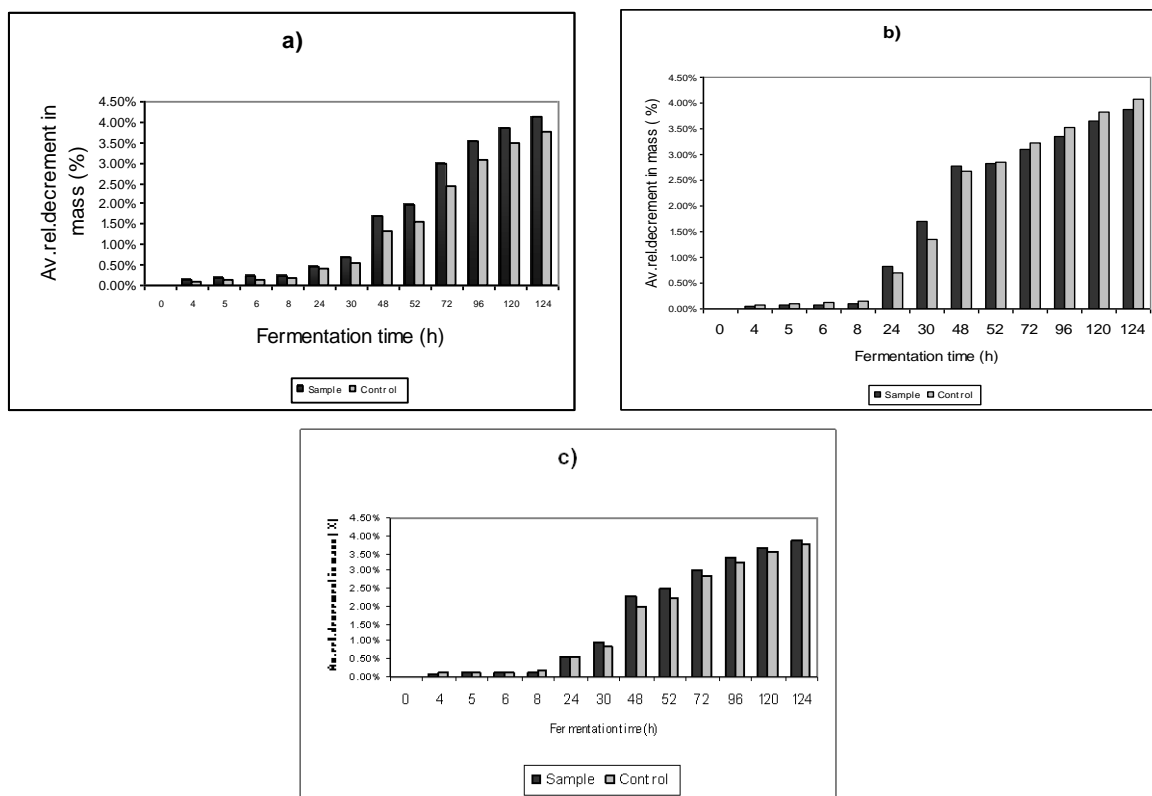 a)
4.50%
4.00%
3.50%
3.00%
2.50%
2.00%
1.50%
1.00%
0.50%
0.00%
Av.rel.decrement in
mass (%)
0 4 5 6 8 24 30 48 52 72 96 120 124
Fermentation time (h)
Sample Control
b)
4.50%
4.00%
3.50%
3.00%
2.50%
2.00%
1.50%
1.00%
0.50%
0.00%
Av.rel.decrement in mass ( %)
0 4 5 6 8 24 30 48 52 72 96 120 124
Fermentation time (h)
Sample Control
c)
4.50%
4.00%
3.50%
3.00%
2.50%
2.00%
1.50%
1.00%
0.50%
0.00%
0 4 5 6 8 24 30 48 52 72 96 120 124
Fermentation time (h)
Sample Control